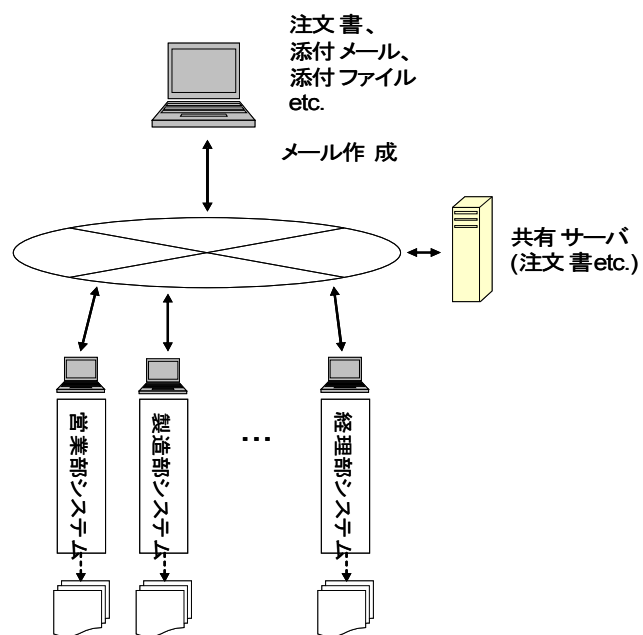 注文書、
添付メール、
添付ファイル
etc.
メール作 成
共有 サーバ
(注文 書etc.)
営業部システム
製造部システム
…
経理部システム